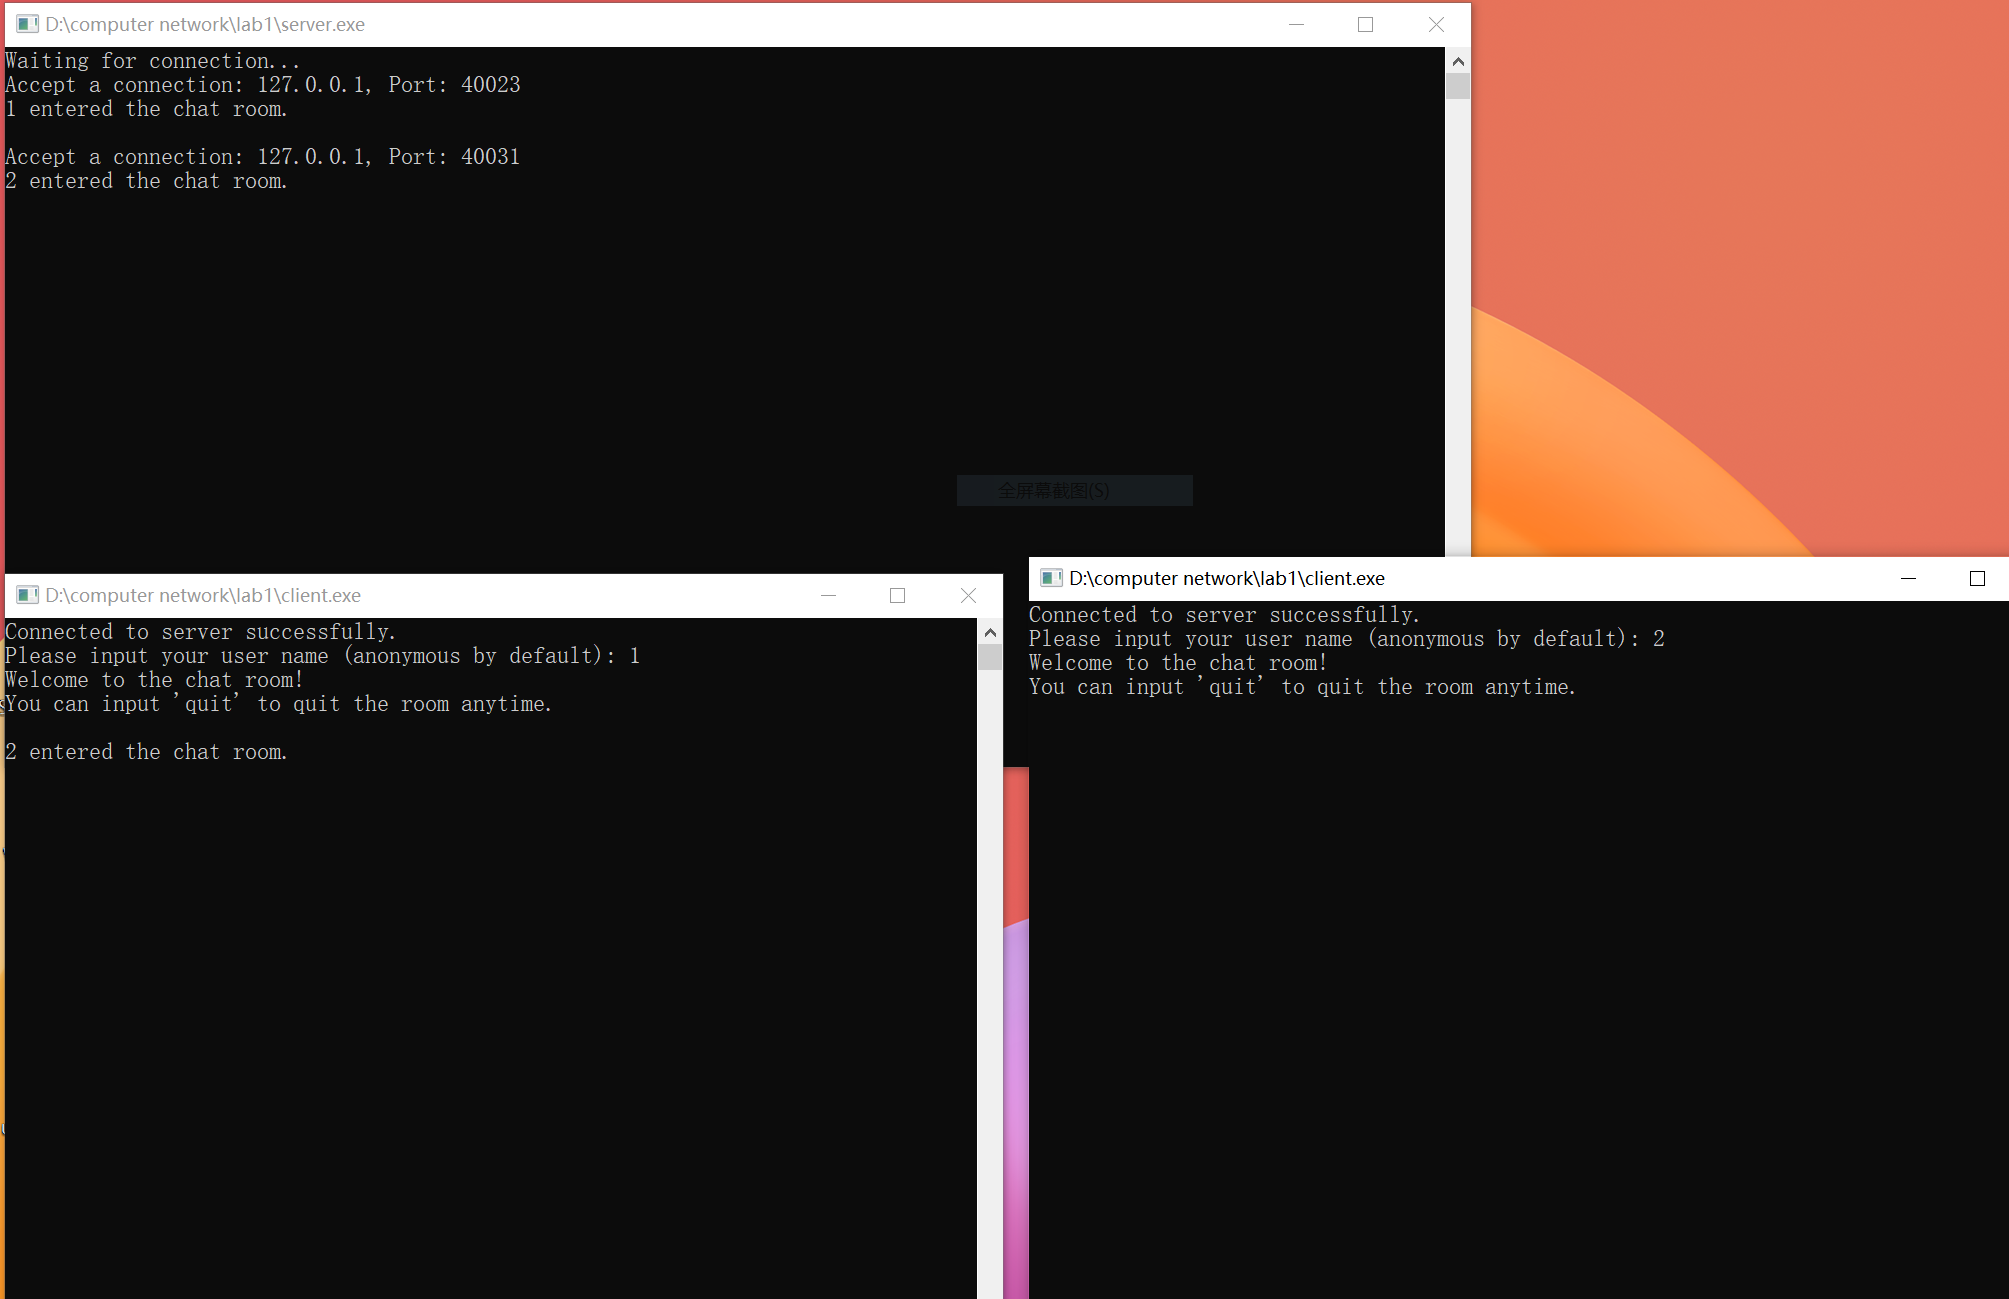 D:\computer network\lab1\server.exe
Waiting for connection...
Accept a connection: 127.0.0.1, Port: 40023
1 entered the chat room.
Accept a connection: 127.0.0.1, Port: 40031
2 entered the chat room.
全屏幕截图(S)
D:\computer network\lab1\client.exe
Connected to server successfully.
Please input your user name (anonymous by default): 1
Welcome to the chat room!
You can input 'quit' to quit the room anytime.
2 entered the chat room.
D:\computer network\lab1\client.exe
Connected to server successfully.
Please input your user name (anonymous by default): 2
Welcome to the chat room!
You can input 'quit' to quit the room anytime.